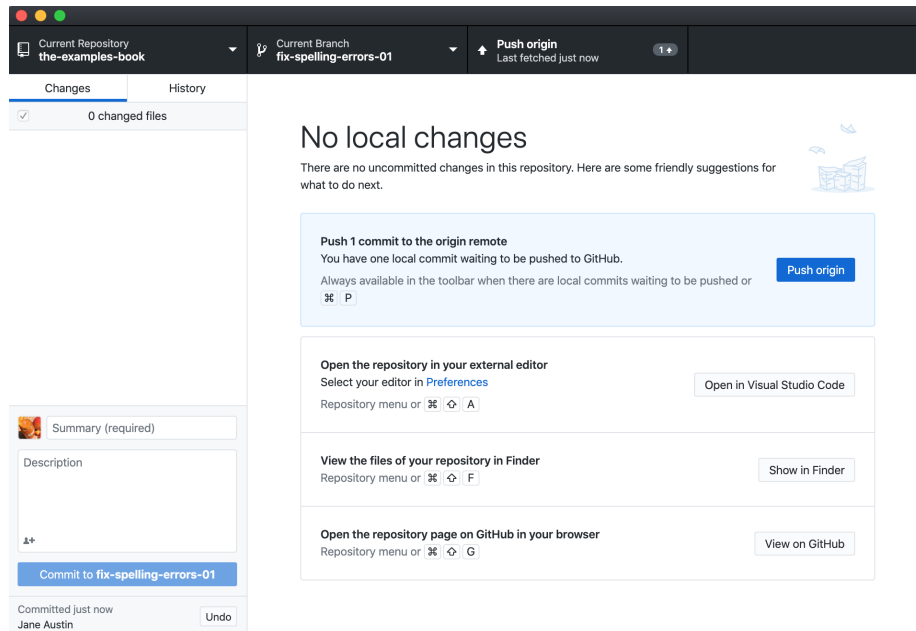 Current Repository
the-examples-book
Current Branch
fix-spelling-errors-01
Push origin
Last fetched just now
1
Changes
History
0 changed files
No local changes
There are no uncommitted changes in this repository. Here are some friendly suggestions for
what to do next.
Push 1 commit to the origin remote
You have one local commit waiting to be pushed to GitHub.
Always available in the toolbar when there are local commits waiting to be pushed or
⌘ P
Push origin
Open the repository in your external editor
Select your editor in Preferences
Repository menu or ⌘ ⇧ A
Open in Visual Studio Code
View the files of your repository in Finder
Repository menu or ⌘ ⇧ F
Show in Finder
Open the repository page on GitHub in your browser
Repository menu or ⌘ ⇧ G
View on GitHub
Summary (required)
Description
Commit to fix-spelling-errors-01
Committed just now
Jane Austin
Undo